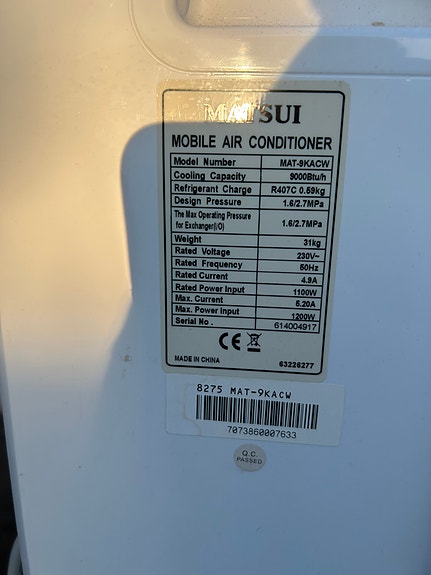 MATSUI
MOBILE AIR CONDITIONER
Model Number MAT-9KACW
Cooling Capacity 9000Btu/h
Refrigerant Charge R407C 0.59kg
Design Pressure 1.6/2.7MPa
The Max Operating Pressure
for Exchanger(I/O) 1.6/2.7MPa
Weight 31kg
Rated Voltage 230V~
Rated Frequency 50Hz
Rated Current 4.9A
Rated Power Input 1100W
Max. Current 5.20A
Max. Power Input 1200W
Serial No. 614004917
CE
MADE IN CHINA 63226277
8275 MAT-9KACW
7073860007633
Q.C.
PASSED